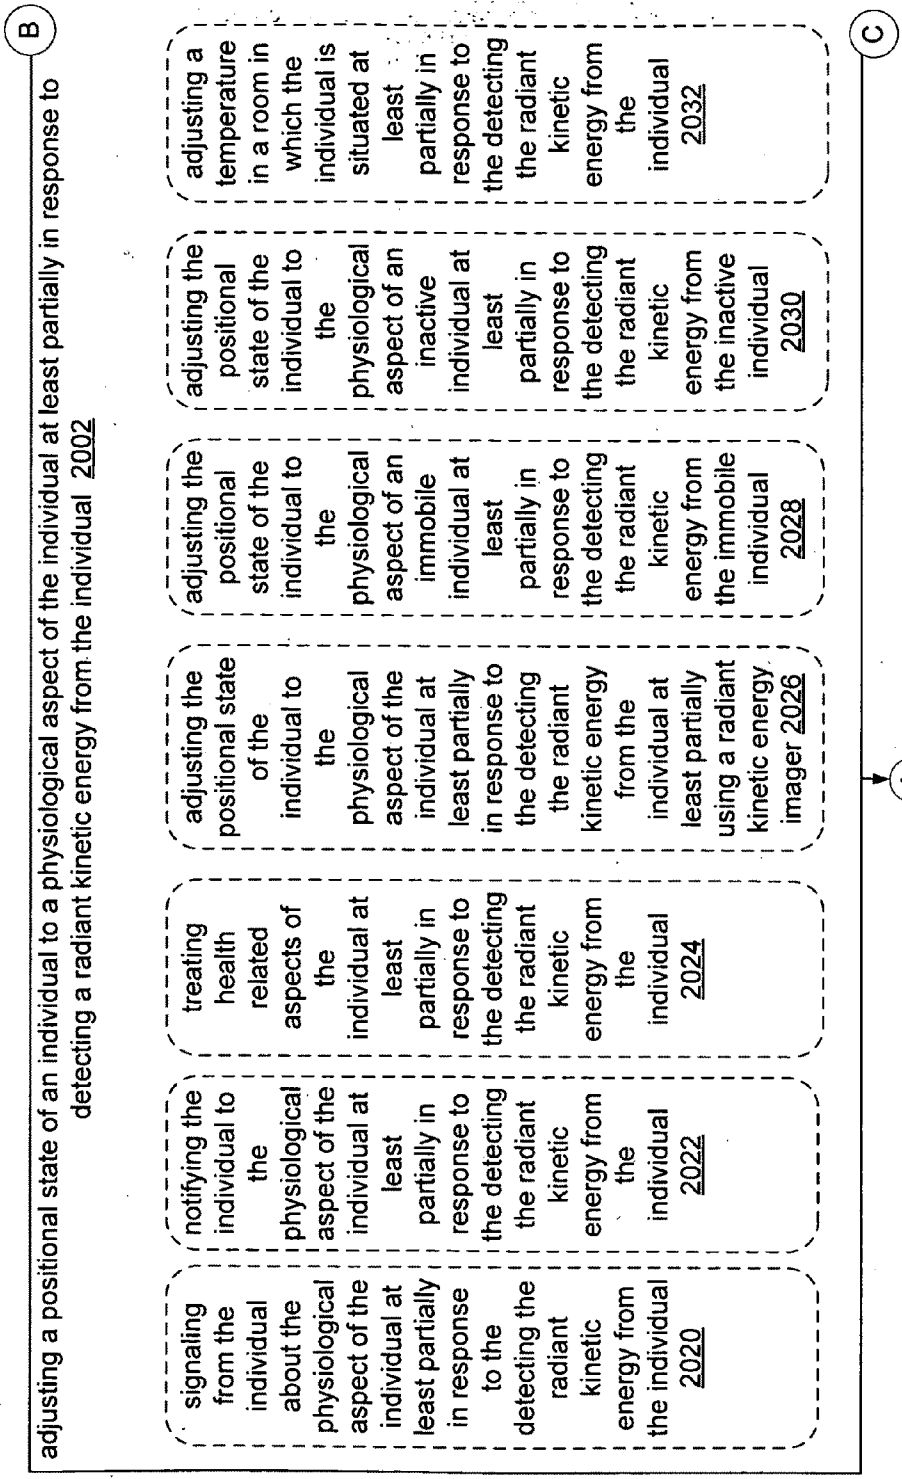 B
adjusting a positional state of an individual to a physiological aspect of the individual at least partially in response to
detecting a radiant kinetic energy from the individual 2002
signaling
from the
individual
about the
physiological
aspect of the
individual at
least partially
in response
to the
detecting the
radiant
kinetic
energy from
the individual
2020
notifying the
individual to
the
physiological
aspect of the
individual at
least
partially in
response to
the detecting
the radiant
kinetic
energy from
the
individual
2022
treating
health
related
aspects of
the
individual at
least
partially in
response to
the detecting
the radiant
kinetic
energy from
the
individual
2024
adjusting the
positional state
of the
individual to
the
physiological
aspect of the
individual at
least partially
in response to
the detecting
the radiant
kinetic energy
from the
individual at
least partially
using a radiant
kinetic energy
imager 2026
adjusting the
positional
state of the
individual to
the
physiological
aspect of an
immobile
individual at
least
partially in
response to
the detecting
the radiant
kinetic
energy from
the immobile
individual
2028
adjusting the
positional
state of the
individual to
the
physiological
aspect of an
inactive
individual at
least
partially in
response to
the detecting
the radiant
kinetic
energy from
the inactive
individual
2030
adjusting a
temperature
in a room in
which the
individual is
situated at
least
partially in
response to
the detecting
the radiant
kinetic
energy from
the
individual
2032
C